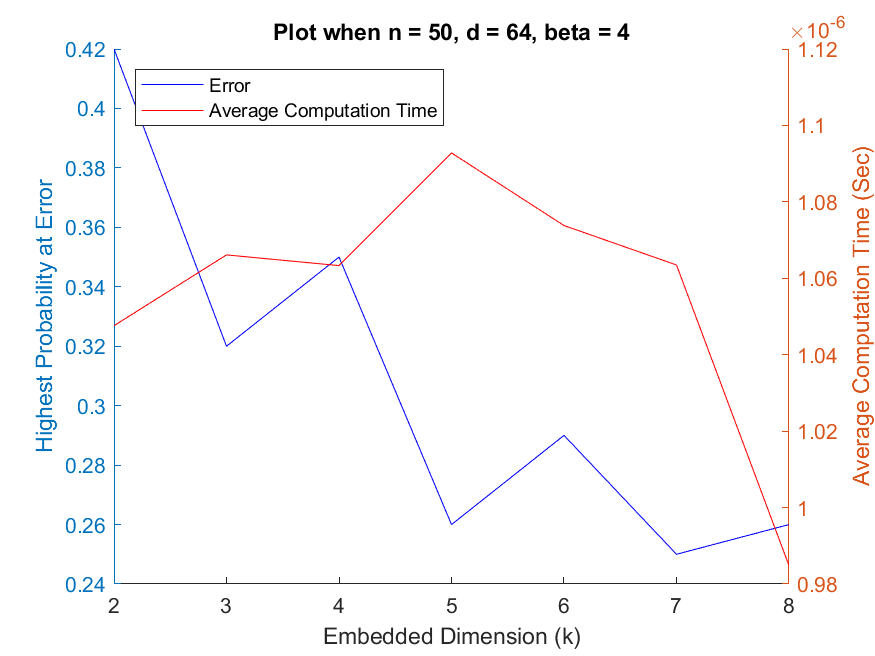 Plot when n = 50, d = 64, beta = 4
×10-6
Error
Average Computation Time
Highest Probability at Error
0.42
0.4
0.38
0.36
0.34
0.32
0.3
0.28
0.26
0.24
1.12
1.1
1.08
1.06
1.04
1.02
1
0.98
Average Computation Time (Sec)
2 3 4 5 6 7 8
Embedded Dimension (k)